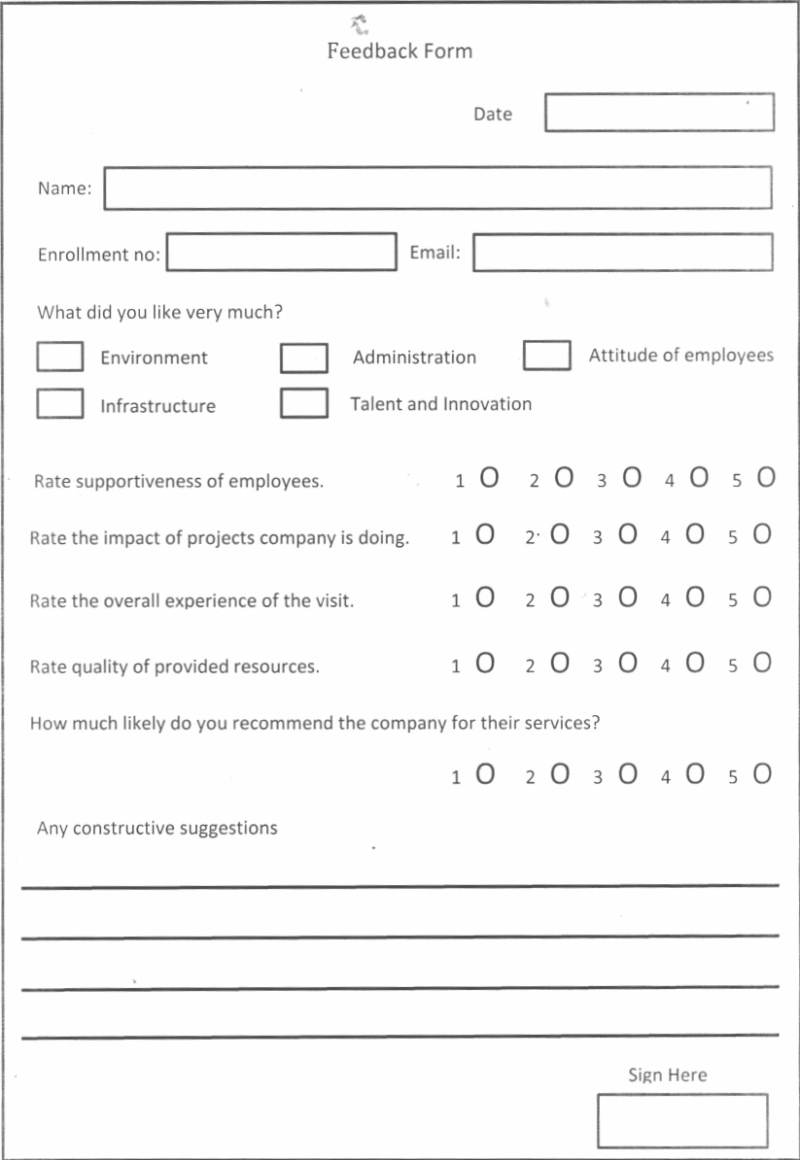 Feedback Form
Date
Name:
Enrollment no: Email:
What did you like very much?
Environment Administration Attitude of employees
Infrastructure Talent and Innovation
Rate supportiveness of employees. 1 O 2 O 3 O 4 O 5 O
Rate the impact of projects company is doing. 1 O 2 O 3 O 4 O 5 O
Rate the overall experience of the visit. 1 O 2 O 3 O 4 O 5 O
Rate quality of provided resources. 1 O 2 O 3 O 4 O 5 O
How much likely do you recommend the company for their services?
1 O 2 O 3 O 4 O 5 O
Any constructive suggestions
Sign Here